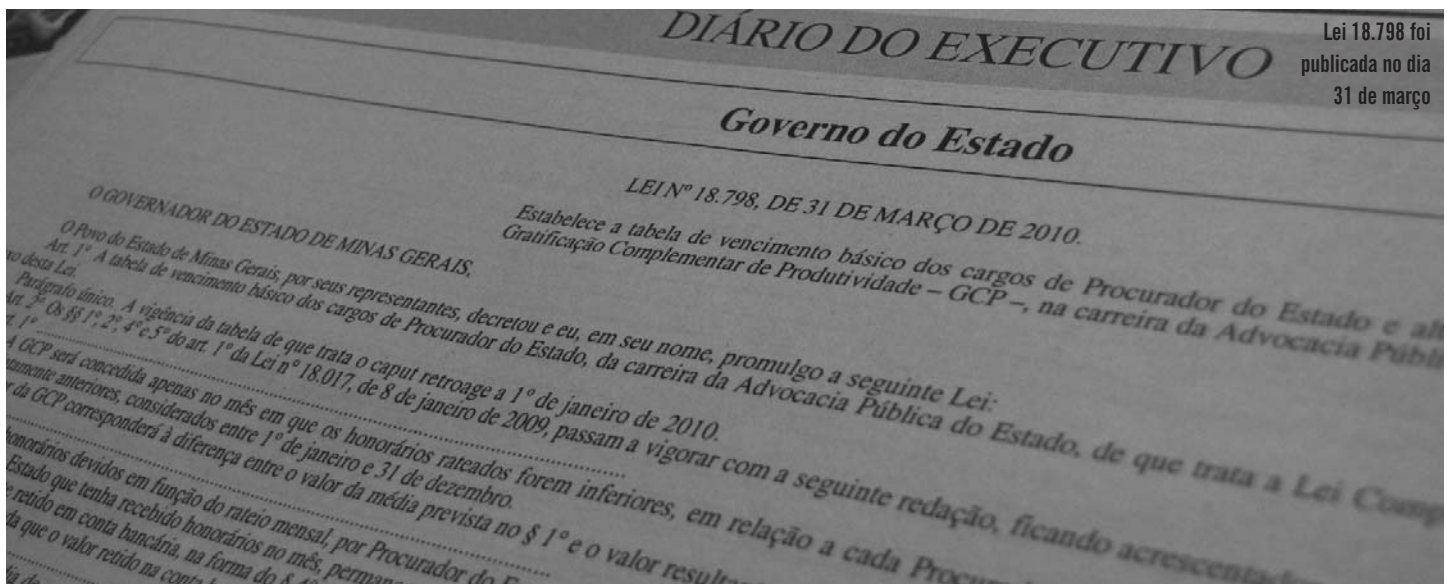 DIÁRIO DO EXECUTIVO
Lei 18.798 foi
publicada no dia
31 de março
Governo do Estado
LEI Nº 18.798, DE 31 DE MARÇO DE 2010.
Estabelece a tabela de vencimento básico dos cargos de Procurador do Estado e
Gratificação Complementar de Produtividade – GCP –, na carreira da Advocacia
O GOVERNADOR DO ESTADO DE MINAS GERAIS,
O Povo do Estado de Minas Gerais, por seus representantes, decretou e eu, em seu nome, promulgo a seguinte Lei:
Art. 1º A tabela de vencimento básico dos cargos de Procurador do Estado, da carreira da Advocacia Pública do Estado, de que trata a Lei
desta Lei.
Parágrafo único. A vigência da tabela de que trata o caput retroage a 1º de janeiro de 2010.
Art. 2º Os §§ 1º, 2º, 4º e 5º do art. 1º da Lei nº 18.017, de 8 de janeiro de 2009, passam a vigorar com a seguinte redação, ficando
1º ....................
A GCP será concedida apenas no mês em que os honorários rateados forem inferiores, em relação a cada
anteriores, considerados entre 1º de janeiro e 31 de dezembro.
da GCP corresponderá à diferença entre o valor da média prevista no § 1º e o valor
....................
honorários devidos em função do rateio mensal, por Procurador do
Estado que tenha recebido honorários no mês,
retido em conta bancária, na forma do §
que o valor retido na